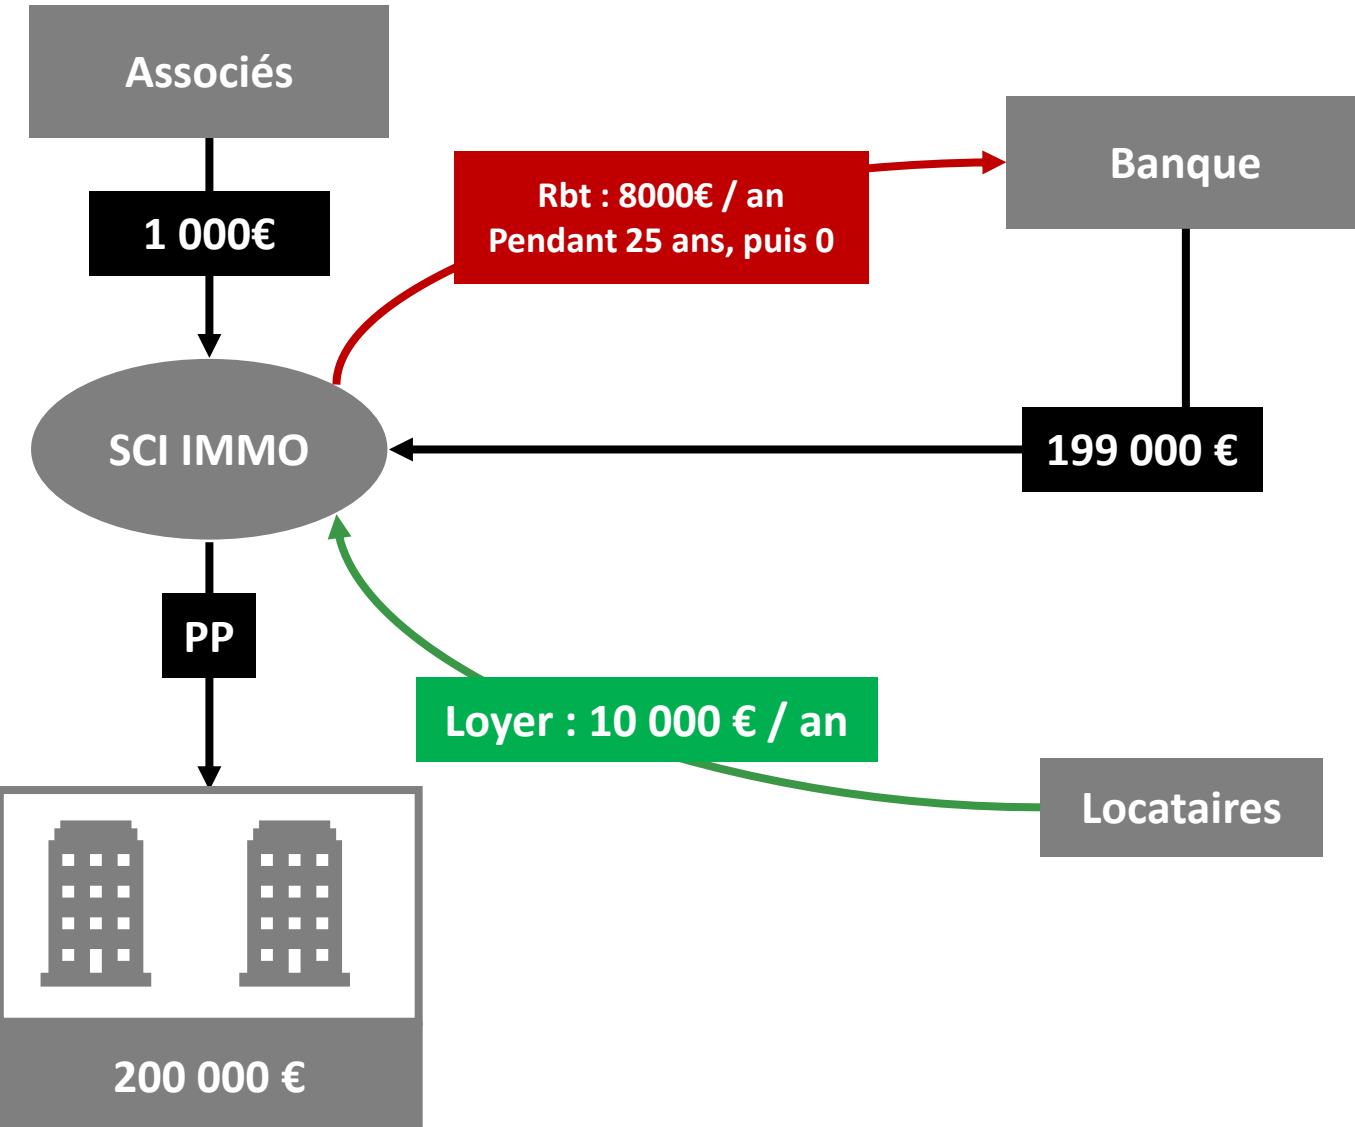 Associés
1 000€
Rbt : 8000€ / an
Pendant 25 ans, puis 0
Banque
SCI IMMO
199 000 €
PP
Loyer : 10 000 € / an
Locataires
200 000 €